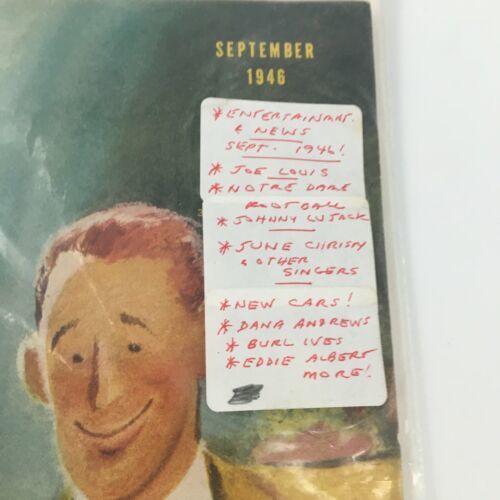 SEPTEMBER
1946
*ENTERTAINMT.
& NEWS
SEPT. 1946!
* JOE LOUIS
*NOTRE DAME
FOOTBALL
*JOHNNY LUJACK
*JUNE CHRISTY
& OTHER
SINGERS
*NEW CARS!
*DANA ANDREWS
* BURL IVES
*EDDIE ALBERT
MORE!